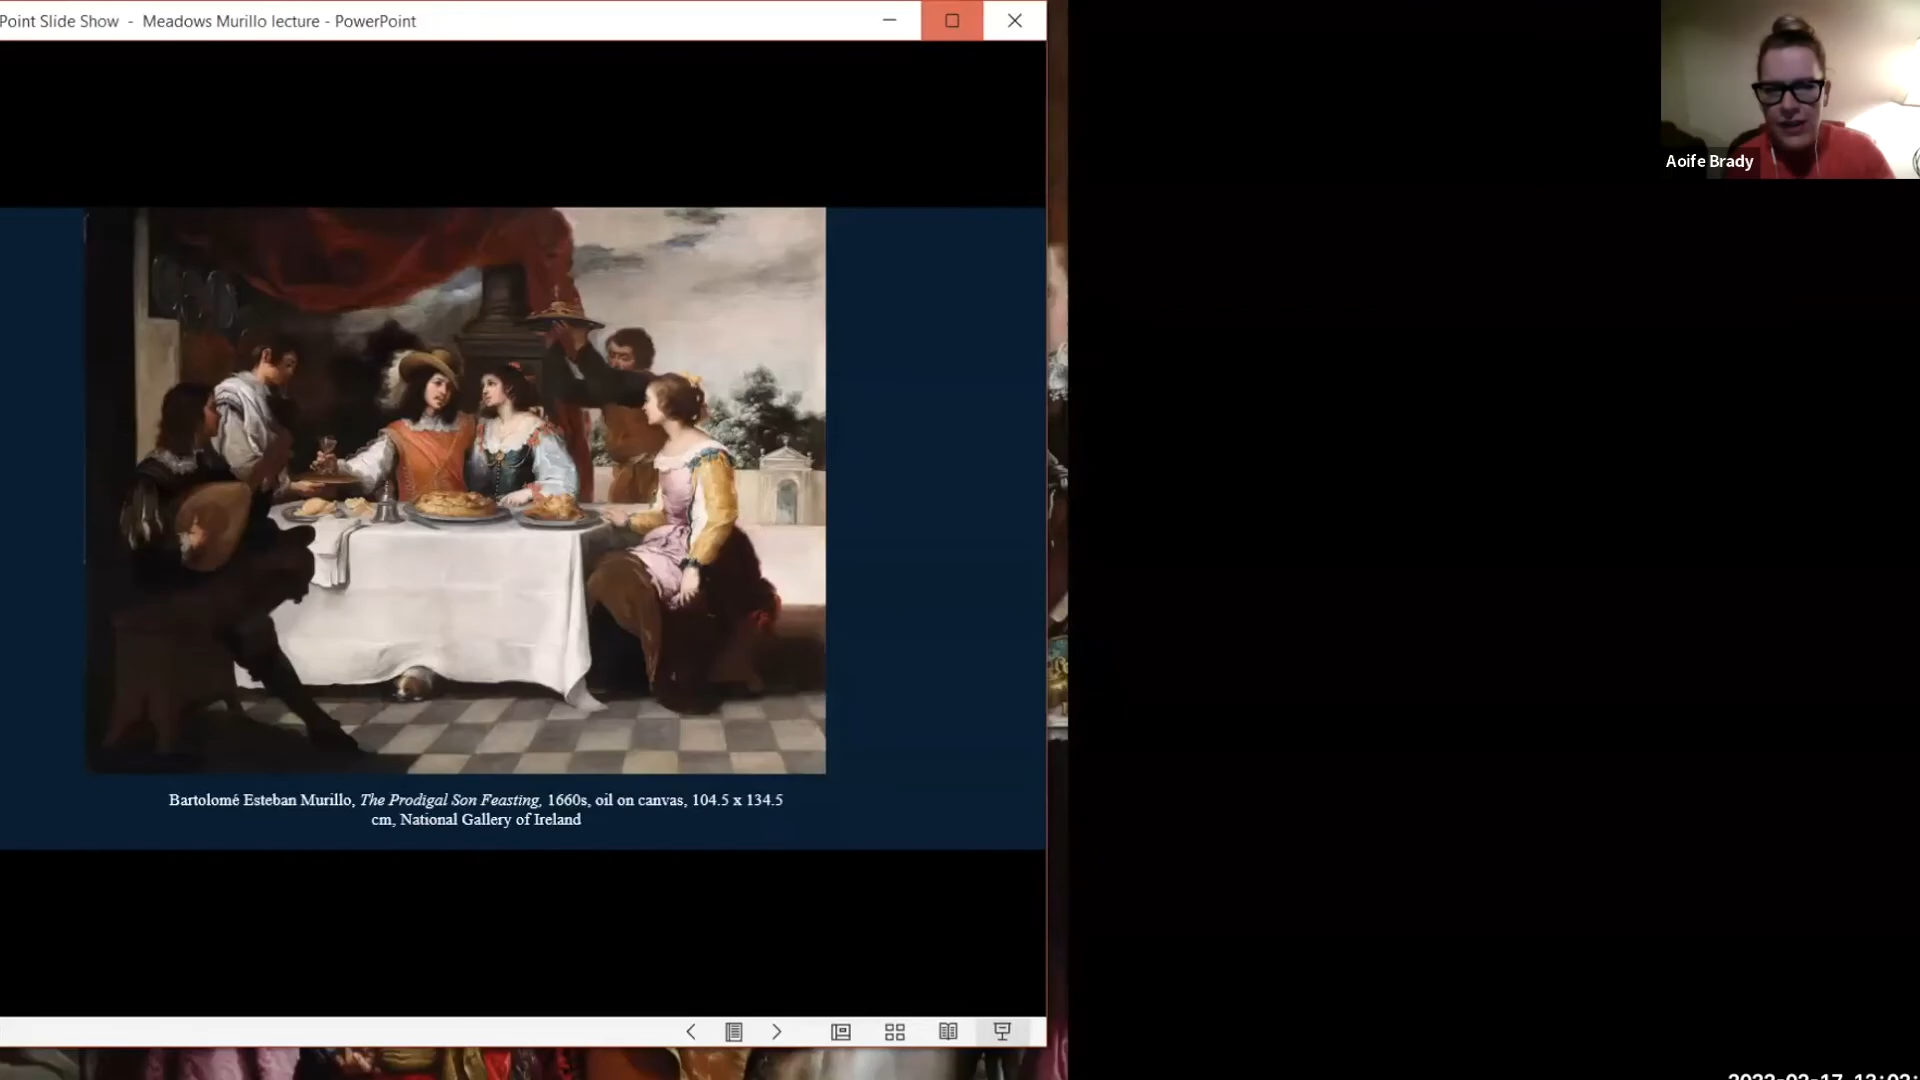 Point Slide Show - Meadows Murillo lecture - PowerPoint
Aoife Brady
Bartolomé Esteban Murillo, The Prodigal Son Feasting, 1660s, oil on canvas, 104.5 x 134.5
cm, National Gallery of Ireland